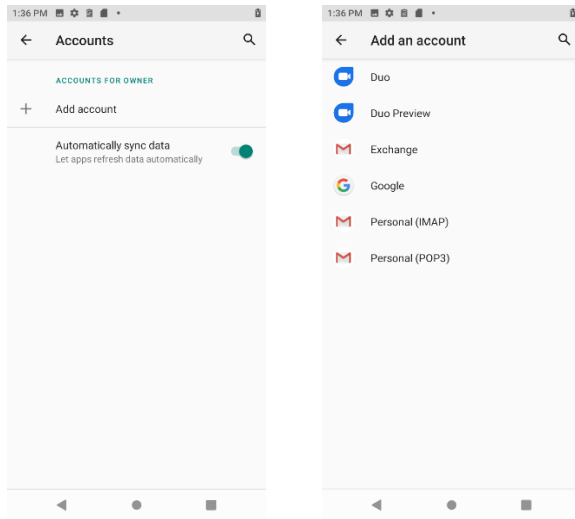 1:36 PM
Accounts
ACCOUNTS FOR OWNER
Add account
Automatically sync data
Let apps refresh data automatically
1:36 PM
Add an account
Duo
Duo Preview
Exchange
Google
Personal (IMAP)
Personal (POP3)